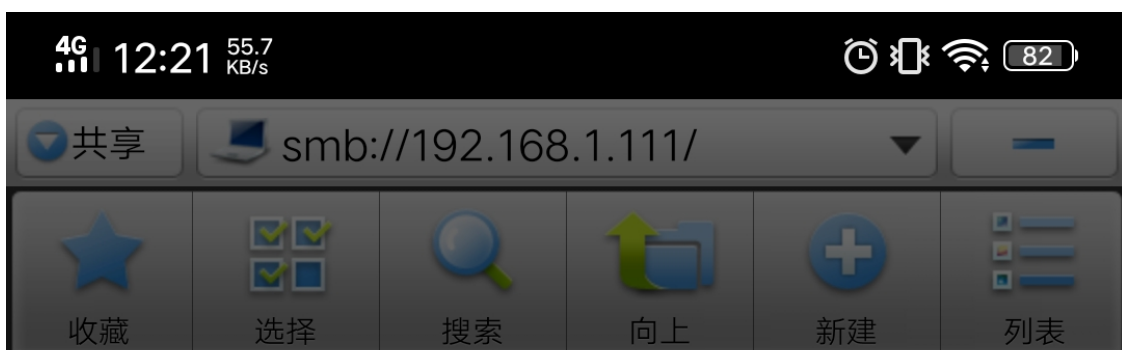 4G 12:21 55.7 KB/s 82
共享 smb://192.168.1.111/
收藏 选择 搜索 向上 新建 列表